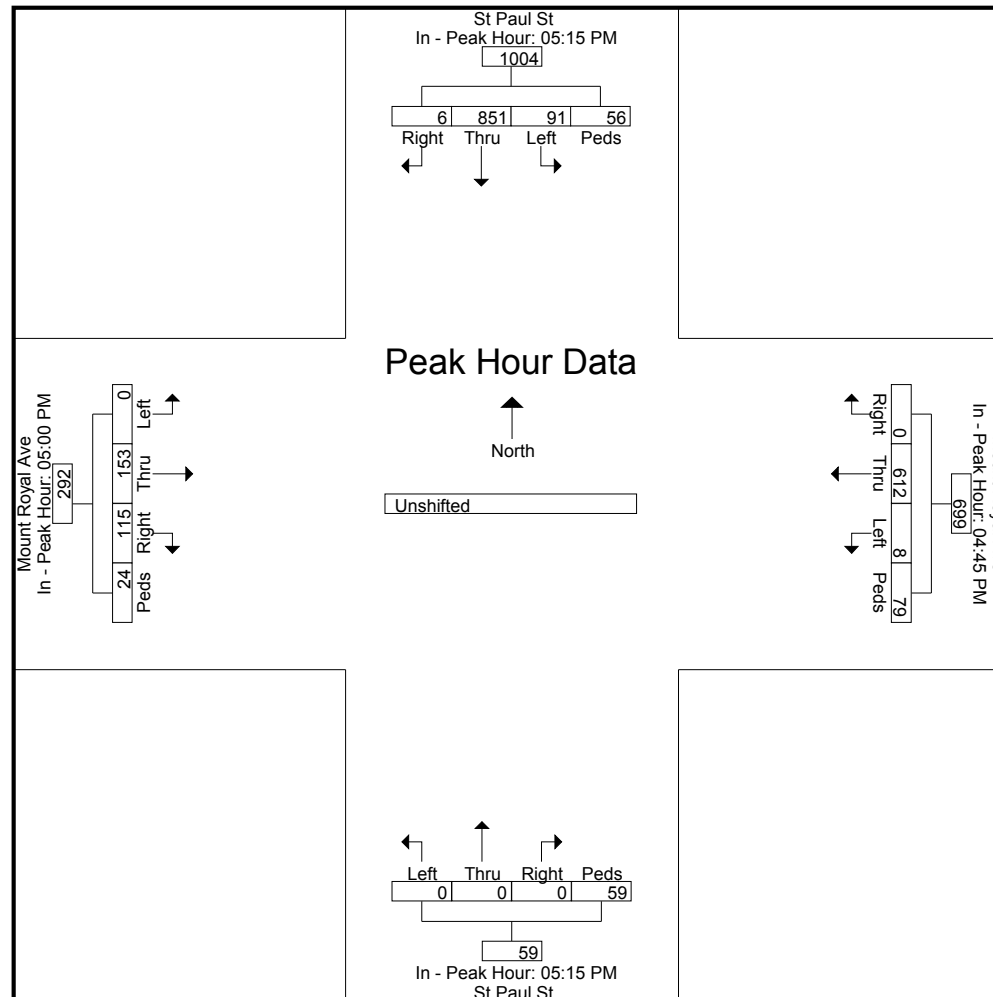 St Paul St
In - Peak Hour: 05:15 PM
1004
6 851 91 56
Right Thru Left Peds
Peak Hour Data
North
Unshifted
Mount Royal Ave
In - Peak Hour: 05:00 PM
292
0 153 115 24
Left Thru Right Peds
In - Peak Hour: 04:45 PM
699
0 612 8 79
Right Thru Left Peds
Left Thru Right Peds
0 0 0 59
59
In - Peak Hour: 05:15 PM
St Paul St